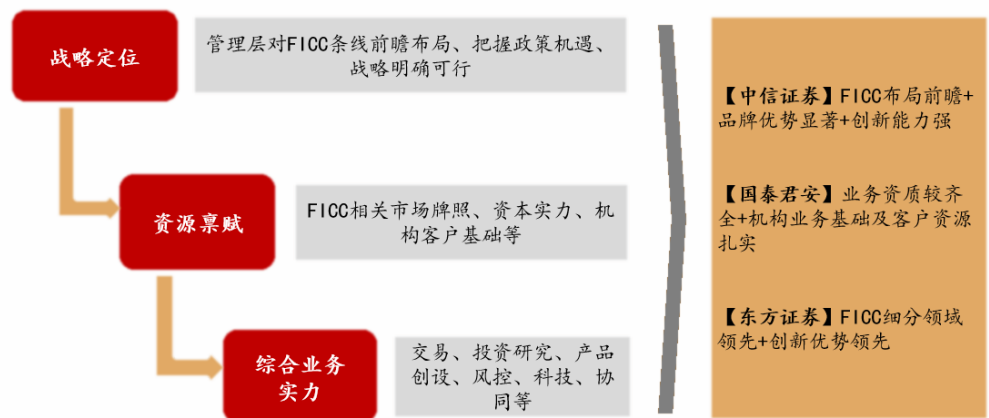 战略定位
管理层对FICC条线前瞻布局、把握政策机遇、
战略明确可行
资源禀赋
FICC相关市场牌照、资本实力、机
构客户基础等
综合业务
实力
交易、投资研究、产品
创设、风控、科技、协
同等
【中信证券】FICC布局前瞻+
品牌优势显著+创新能力强
【国泰君安】业务资质较齐
全+机构业务基础及客户资源
扎实
【东方证券】FICC细分领域
领先+创新优势领先